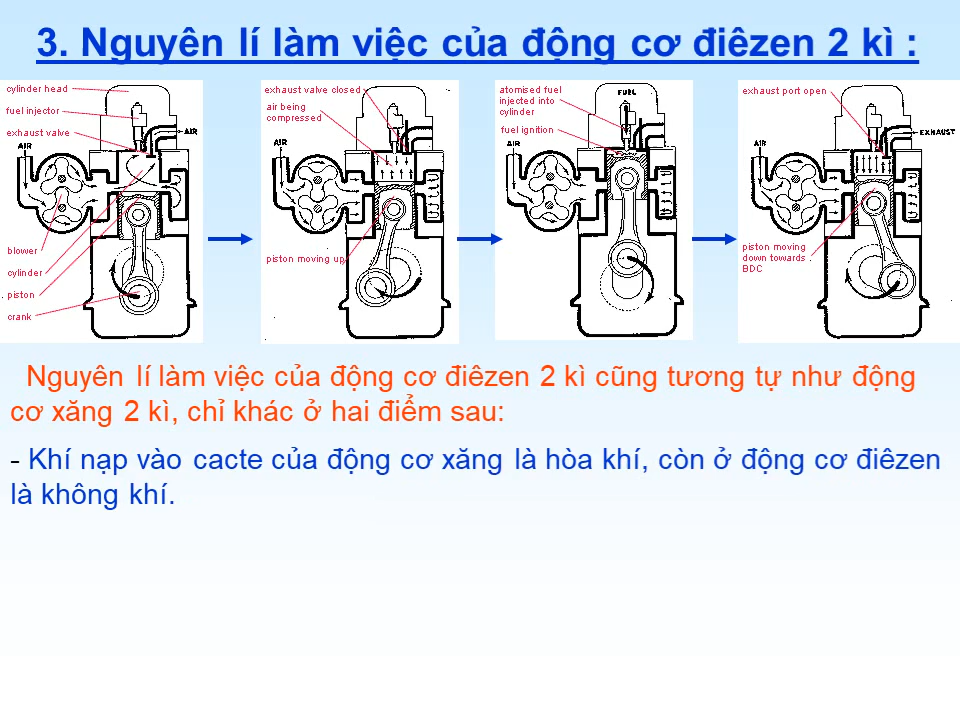 3. Nguyên lí làm việc của động cơ điêzen 2 kì :
cylinder head
fuel injector
exhaust valve
AIR
AIR
blower
cylinder
. piston
crank
exhaust valve closed
air being
compressed
AIR
piston moving up
atomised fuel
injected into
cylinder
fuel ignition
FUEL
AIR
exhaust port open
EXHAUST
AIR
piston moving
down towards .
BDC
Nguyên lí làm việc của động cơ điêzen 2 kì cũng tương tự như động
cơ xăng 2 kì, chỉ khác ở hai điểm sau:
- Khí nạp vào cacte của động cơ xăng là hòa khí, còn ở động cơ điêzen
là không khí.